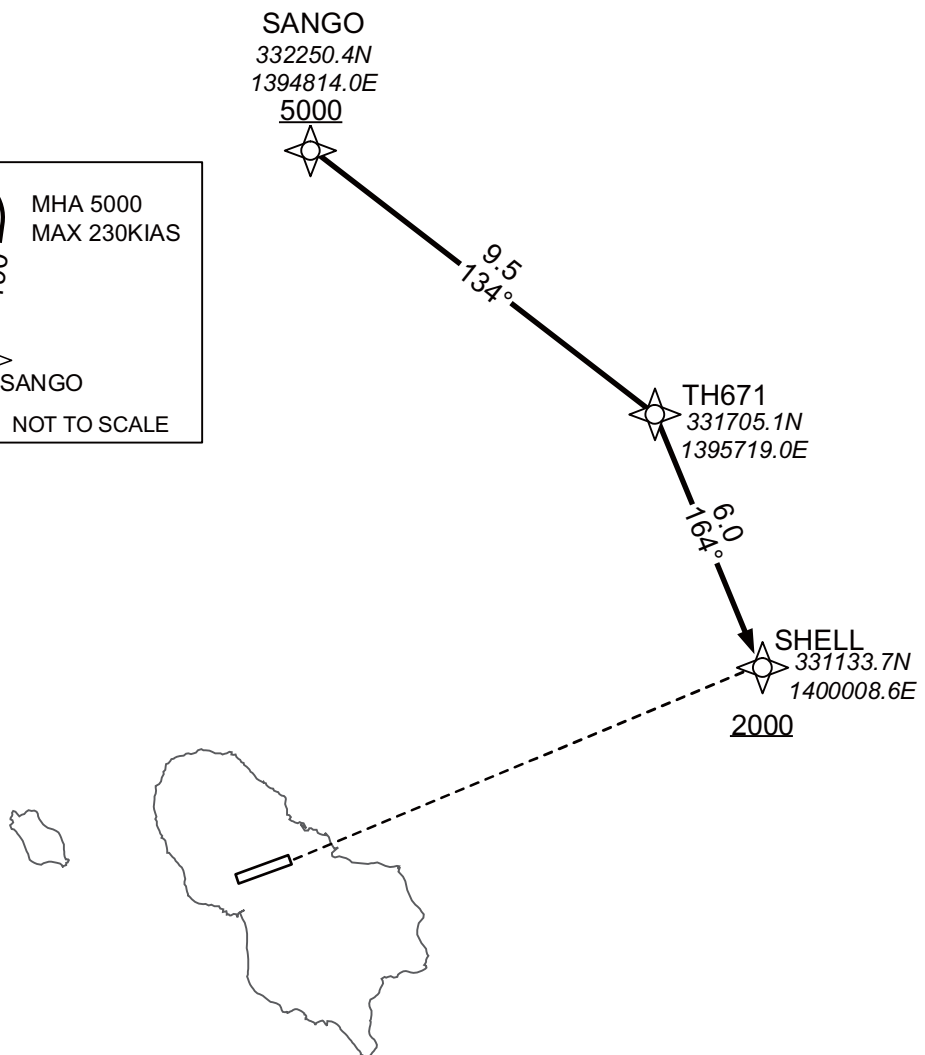 SANGO
332250.4N
1394814.0E
5000
MHA 5000
MAX 230KIAS
SANGO
NOT TO SCALE
9.5
134°
TH671
331705.1N
1395719.0E
6.0
164°
SHELL
331133.7N
1400008.6E
2000